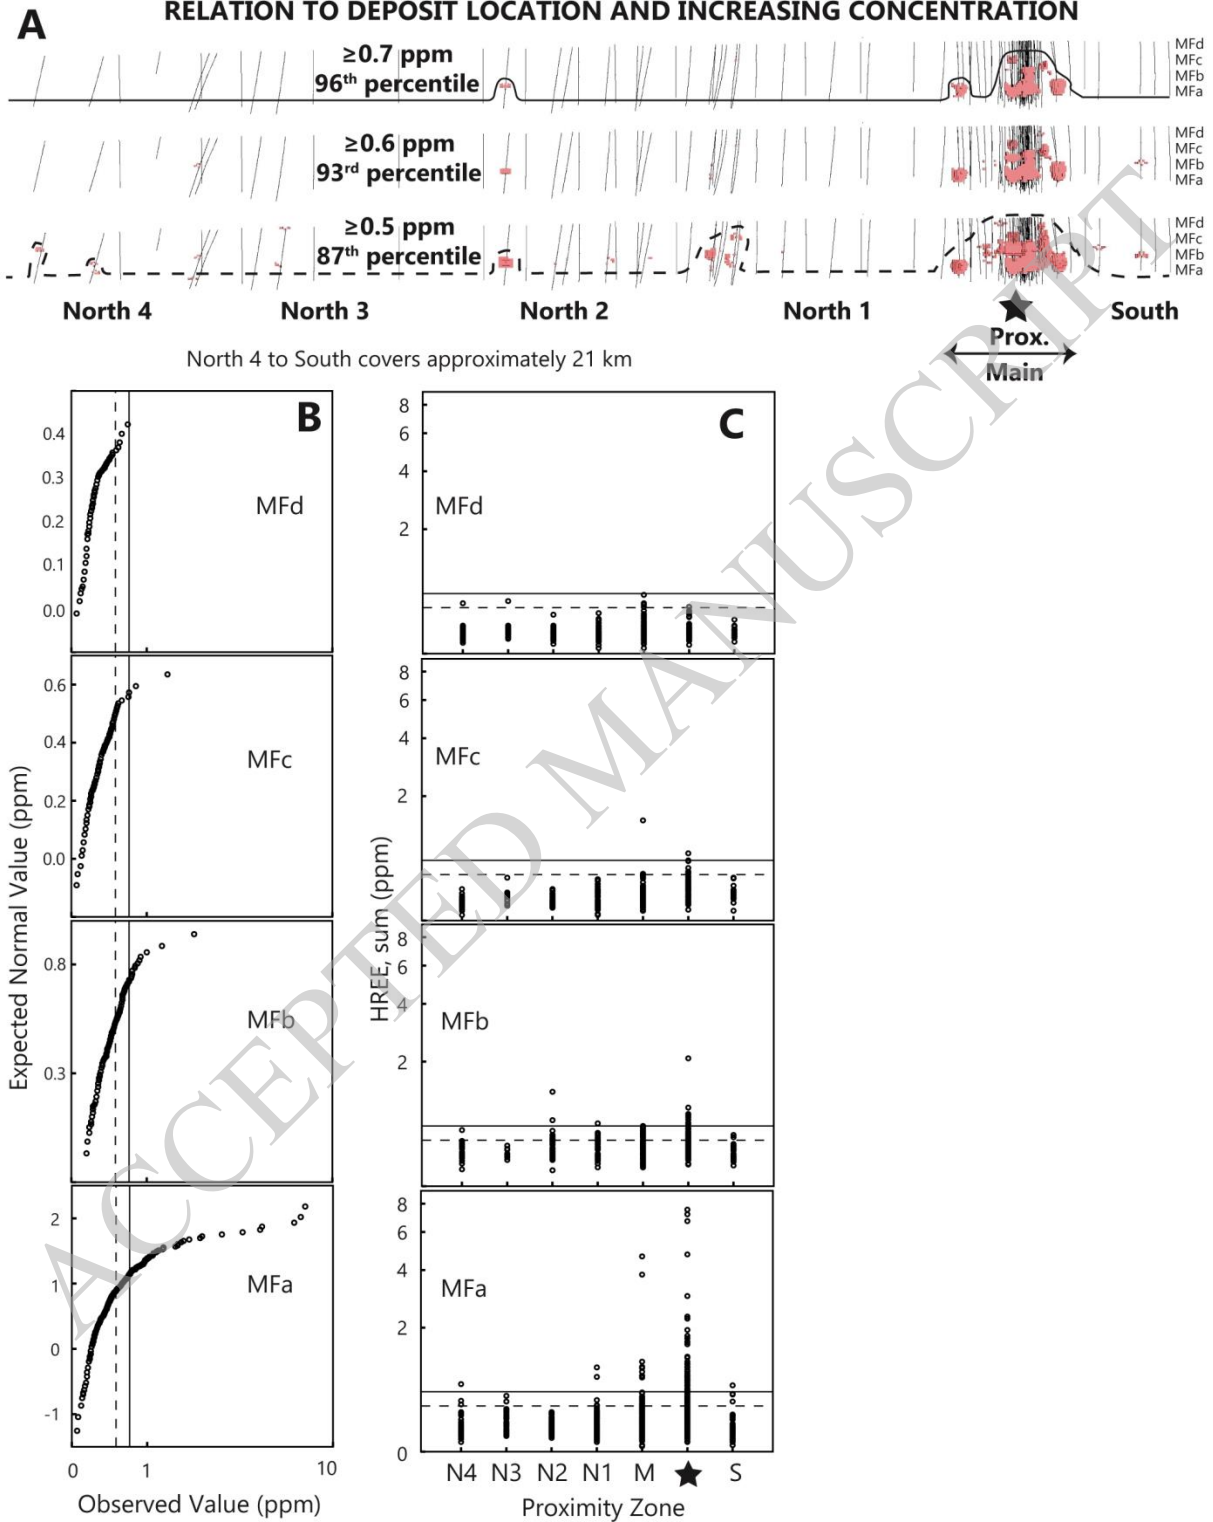 RELATION TO DEPOSIT LOCATION AND INCREASING CONCENTRATION
A
≥0.7 ppm
96th percentile
MFd
MFc
MFb
MFa
≥0.6 ppm
93rd percentile
MFd
MFc
MFb
MFa
≥0.5 ppm
87th percentile
MFd
MFc
MFb
MFa
North 4 North 3 North 2 North 1 South
Prox.
Main
North 4 to South covers approximately 21 km
B
0.4
0.3
0.2
0.1
0.0
MFd
0.6
0.4
0.2
0.0
MFc
0.8
0.3
MFb
2
1
0
-1
MFa
0 1 10
Expected Normal Value (ppm)
Observed Value (ppm)
C
8
6
4
2
MFd
8
6
4
2
MFc
8
6
4
2
MFb
8
6
4
2
0
MFa
N4 N3 N2 N1 M S
HREE, sum (ppm)
Proximity Zone
ACCEPTED MANUSCRIPT